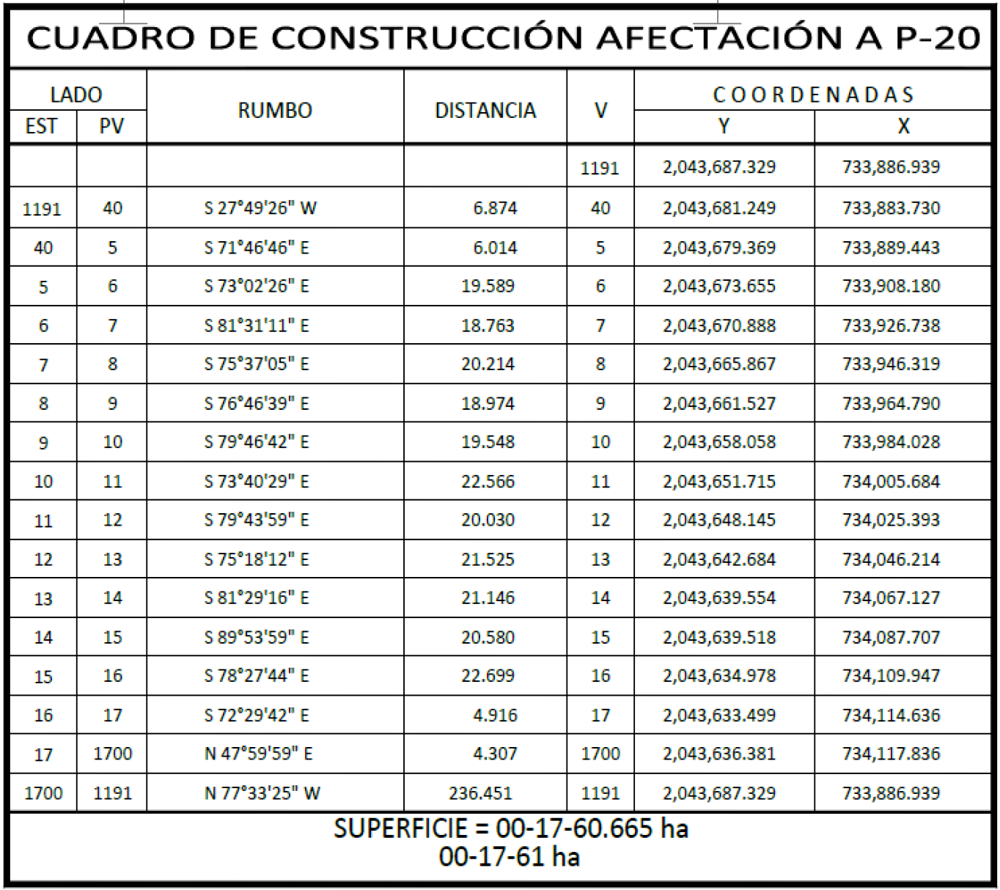 CUADRO DE CONSTRUCCIÓN AFECTACIÓN A P-20
LADO RUMBO DISTANCIA V COORDENADAS
EST PV Y X
1191 2,043,687.329 733,886.939
1191 40 S 27°49'26" W 6.874 40 2,043,681.249 733,883.730
40 5 S 71°46'46" E 6.014 5 2,043,679.369 733,889.443
5 6 S 73°02'26" E 19.589 6 2,043,673.655 733,908.180
6 7 S 81°31'11" E 18.763 7 2,043,670.888 733,926.738
7 8 S 75°37'05" E 20.214 8 2,043,665.867 733,946.319
8 9 S 76°46'39" E 18.974 9 2,043,661.527 733,964.790
9 10 S 79°46'42" E 19.548 10 2,043,658.058 733,984.028
10 11 S 73°40'29" E 22.566 11 2,043,651.715 734,005.684
11 12 S 79°43'59" E 20.030 12 2,043,648.145 734,025.393
12 13 S 75°18'12" E 21.525 13 2,043,642.684 734,046.214
13 14 S 81°29'16" E 21.146 14 2,043,639.554 734,067.127
14 15 S 89°53'59" E 20.580 15 2,043,639.518 734,087.707
15 16 S 78°27'44" E 22.699 16 2,043,634.978 734,109.947
16 17 S 72°29'42" E 4.916 17 2,043,633.499 734,114.636
17 1700 N 47°59'59" E 4.307 1700 2,043,636.381 734,117.836
1700 1191 N 77°33'25" W 236.451 1191 2,043,687.329 733,886.939
SUPERFICIE = 00-17-60.665 ha
00-17-61 ha